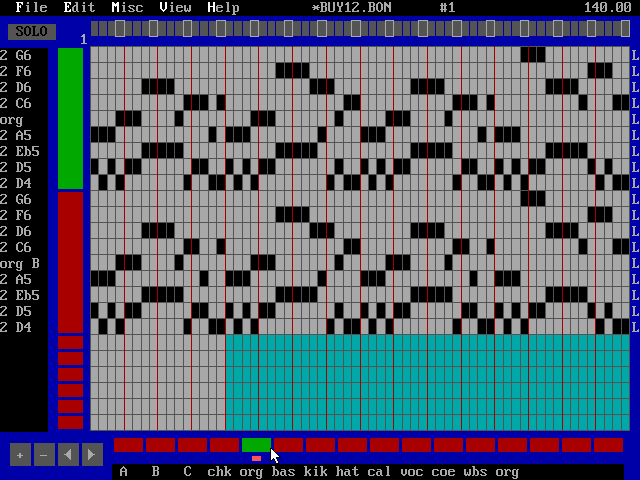 File Edit Misc View Help *BUY12.BON #1 140.00
SOLO
1
2 G6 L
2 F6 L
2 D6 L
2 C6 L
org L
2 A5 L
2 Eb5 L
2 D5 L
2 D4 L
2 G6 L
2 F6 L
2 D6 L
2 C6 L
org B L
2 A5 L
2 Eb5 L
2 D5 L
2 D4 L
+ −
A B C chk org bas kik hat cal voc coe wbs org